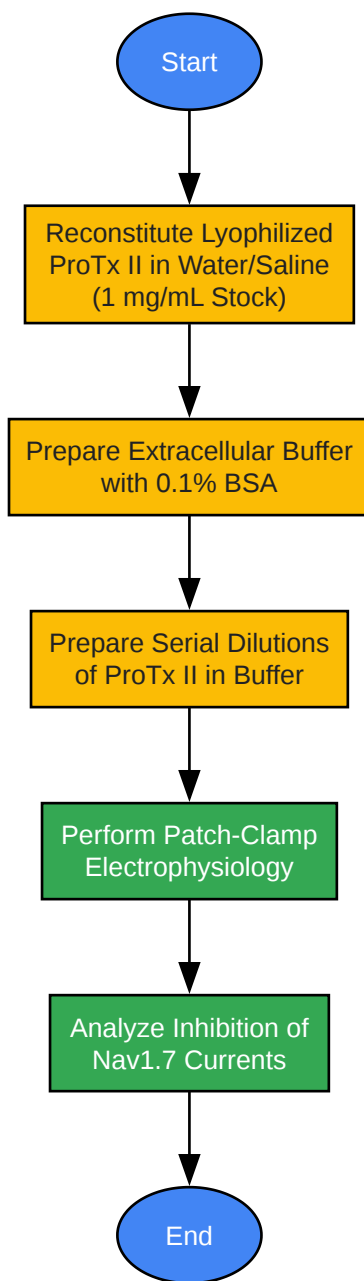 Start
Reconstitute Lyophilized
ProTx II in Water/Saline
(1 mg/mL Stock)
Prepare Extracellular Buffer
with 0.1% BSA
Prepare Serial Dilutions
of ProTx II in Buffer
Perform Patch-Clamp
Electrophysiology
Analyze Inhibition of
Nav1.7 Currents
End